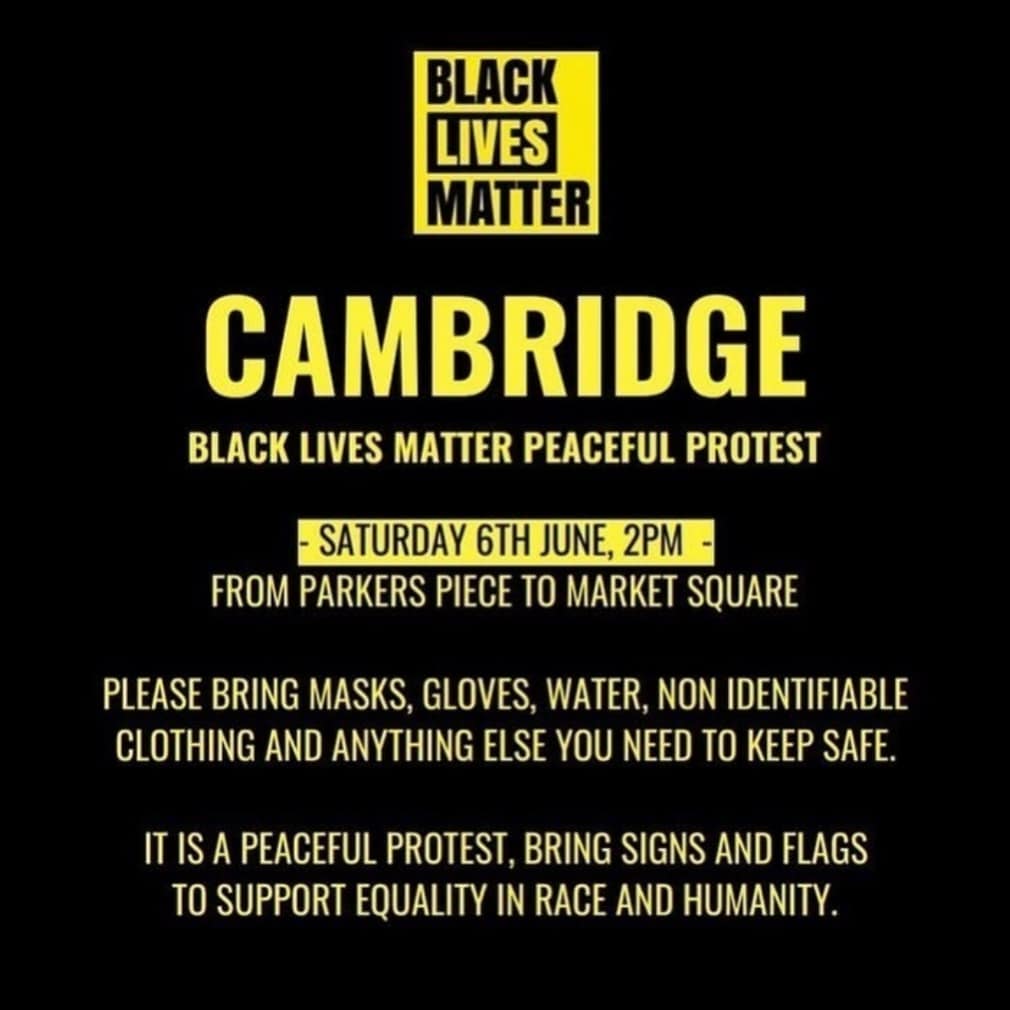 BLACK
LIVES
MATTER
CAMBRIDGE
BLACK LIVES MATTER PEACEFUL PROTEST
- SATURDAY 6TH JUNE, 2PM -
FROM PARKERS PIECE TO MARKET SQUARE
PLEASE BRING MASKS, GLOVES, WATER, NON IDENTIFIABLE
CLOTHING AND ANYTHING ELSE YOU NEED TO KEEP SAFE.
IT IS A PEACEFUL PROTEST, BRING SIGNS AND FLAGS
TO SUPPORT EQUALITY IN RACE AND HUMANITY.